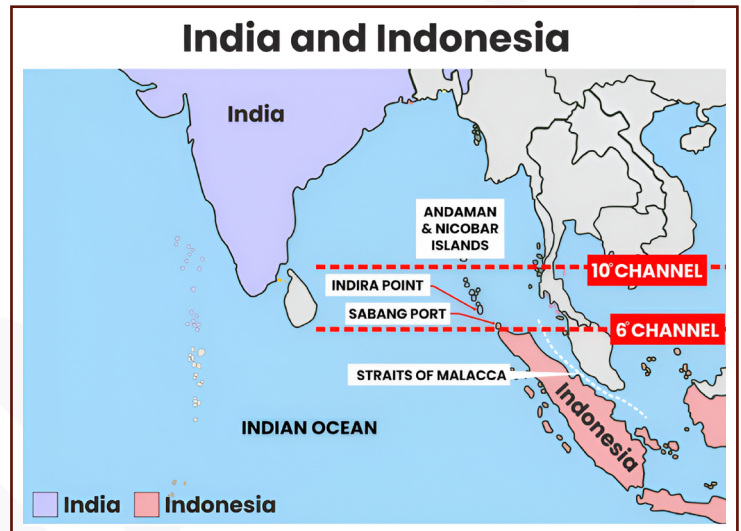 India and Indonesia
India
ANDAMAN
& NICOBAR
ISLANDS
10° CHANNEL
INDIRA POINT
SABANG PORT
6° CHANNEL
STRAITS OF MALACCA
Indonesia
INDIAN OCEAN
India
Indonesia